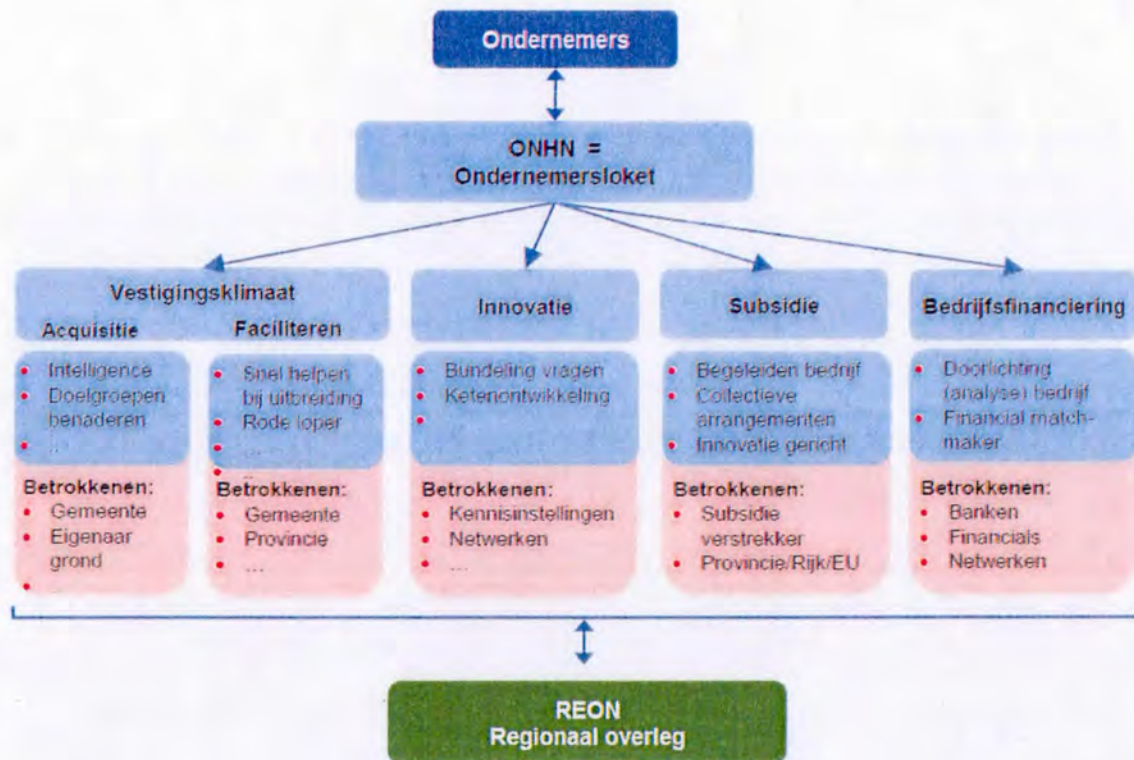 Ondernemers
ONHN =
Ondernemersloket
Vestigingsklimaat
Acquisitie
Faciliteren
Innovatie
Subsidie
Bedrijfsfinanciering
• Intelligence
• Doelgroepen
benaderen
• ...
• Snel helpen
bij uitbreiding
• Rode loper
• ...
• ...
• Bundeling vragen
• Ketenontwikkeling
• ...
• Begeleiden bedrijf
• Collectieve
arrangementen
• Innovatie gericht
• Doorlichting
(analyse) bedrijf
• Financial match-
maker
Betrokkenen:
• Gemeente
• Eigenaar
grond
• ...
Betrokkenen:
• Gemeente
• Provincie
• ...
Betrokkenen:
• Kennisinstellingen
• Netwerken
• ...
Betrokkenen:
• Subsidie
verstrekker
• Provincie/Rijk/EU
Betrokkenen:
• Banken
• Financials
• Netwerken
REON
Regionaal overleg